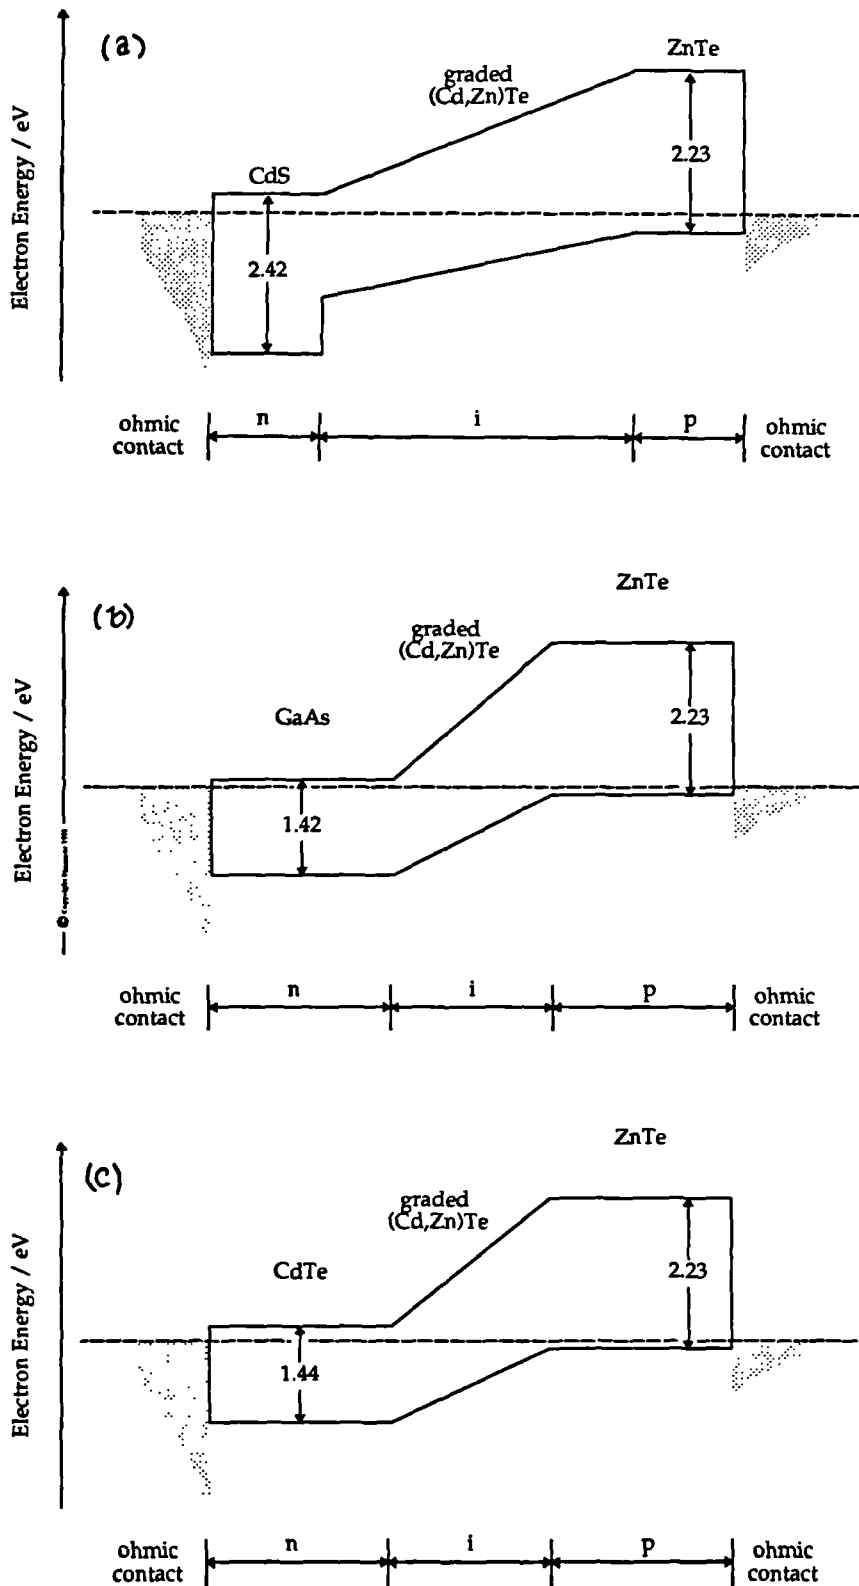 (a)
ZnTe
graded
(Cd,Zn)Te
CdS
2.23
2.42
Electron Energy / eV
ohmic
contact
n
i
p
ohmic
contact
(b)
ZnTe
graded
(Cd,Zn)Te
GaAs
2.23
1.42
Electron Energy / eV
ohmic
contact
n
i
p
ohmic
contact
(c)
ZnTe
graded
(Cd,Zn)Te
CdTe
2.23
1.44
Electron Energy / eV
ohmic
contact
n
i
p
ohmic
contact